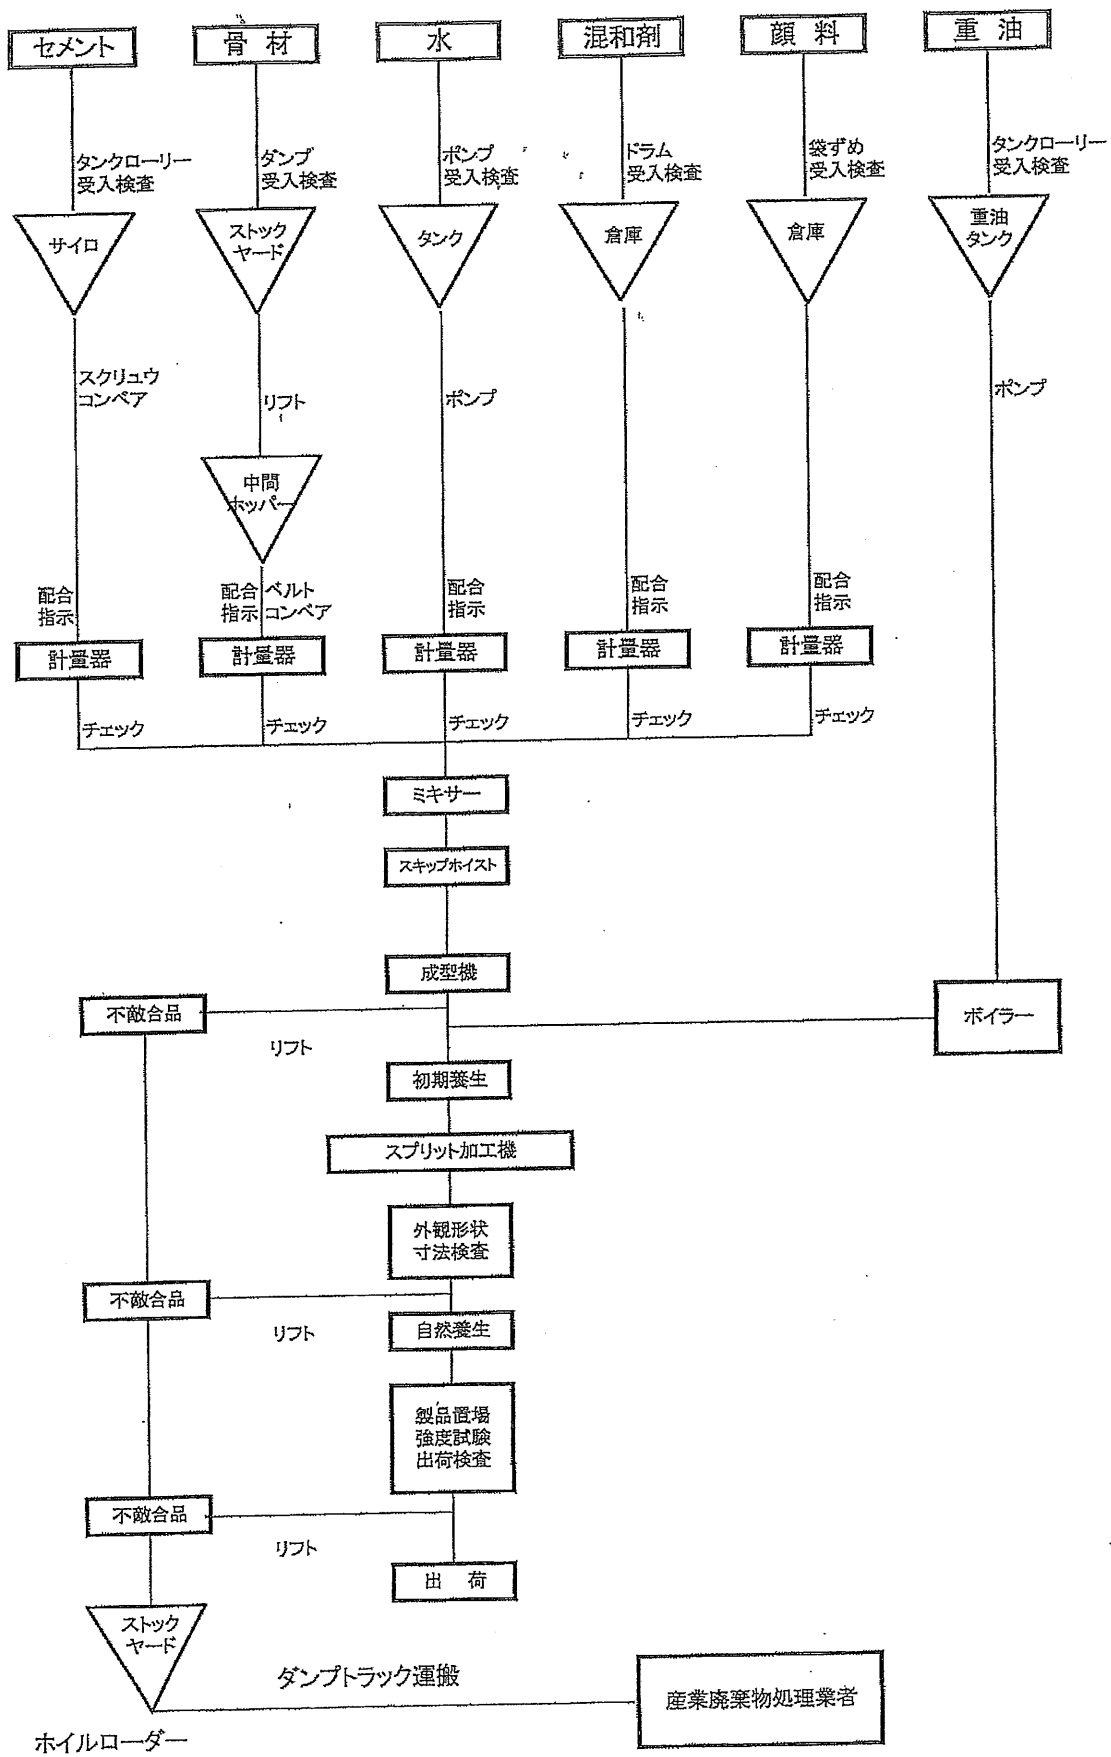 セメント
骨 材
水
混和剤
顔 料
重 油
タンクローリー
受入検査
ダンプ
受入検査
ポンプ
受入検査
ドラム
受入検査
袋ずめ
受入検査
タンクローリー
受入検査
サイロ
ストック
ヤード
タンク
倉庫
倉庫
重油
タンク
スクリュウ
コンペア
リフト
ポンプ
ポンプ
中間
ホッパー
配合
指示
配合
指示
ベルト
コンペア
配合
指示
配合
指示
配合
指示
計量器
計量器
計量器
計量器
計量器
チェック
チェック
チェック
チェック
チェック
ミキサー
スキップホイスト
成型機
不敵合品
リフト
ボイラー
初期養生
スプリット加工機
外観形状
寸法検査
不敵合品
リフト
自然養生
製品置場
強度試験
出荷検査
不敵合品
リフト
出 荷
ストック
ヤード
ダンプトラック運搬
産業廃棄物処理業者
ホイルローダー